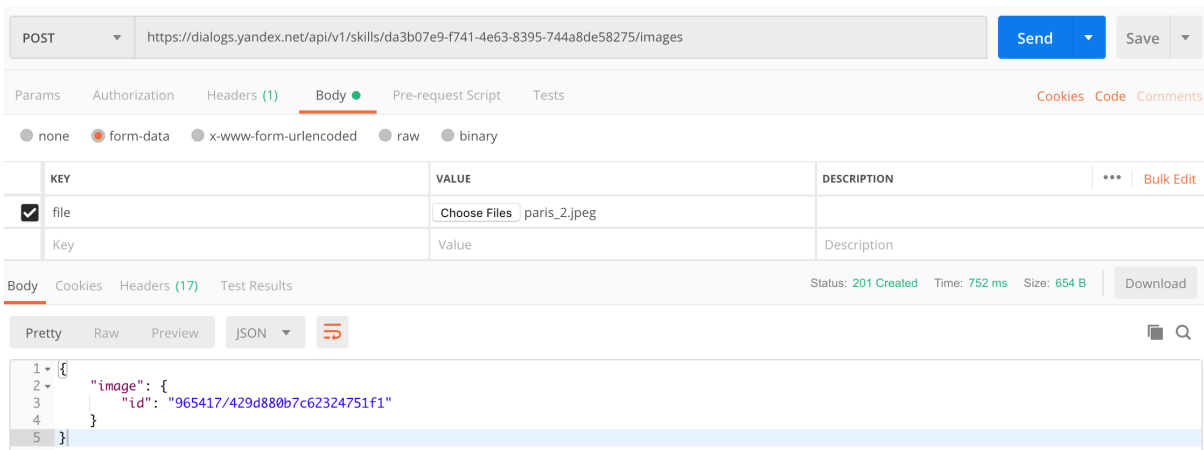 POST https://dialogs.yandex.net/api/v1/skills/da3b07e9-f741-4e63-8395-744a8de58275/images Send Save
Params Authorization Headers (1) Body Pre-request Script Tests Cookies Code Comments
none form-data x-www-form-urlencoded raw binary
KEY VALUE DESCRIPTION ••• Bulk Edit
file Choose Files paris_2.jpeg
Key Value Description
Body Cookies Headers (17) Test Results Status: 201 Created Time: 752 ms Size: 654 B Download
Pretty Raw Preview JSON
1 {
2 "image": {
3 "id": "965417/429d880b7c62324751f1"
4 }
5 }